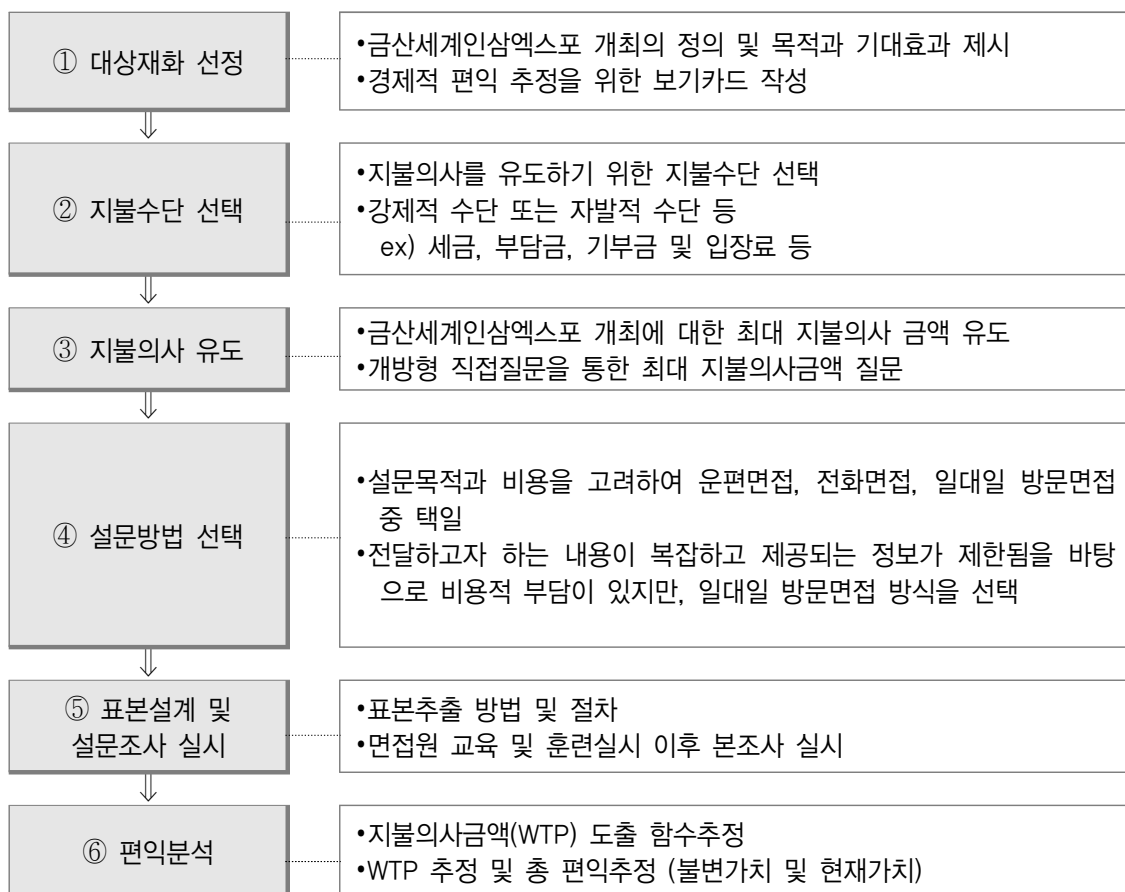 ① 대상재화 선정
•금산세계인삼엑스포 개최의 정의 및 목적과 기대효과 제시
•경제적 편익 추정을 위한 보기카드 작성
② 지불수단 선택
•지불의사를 유도하기 위한 지불수단 선택
•강제적 수단 또는 자발적 수단 등
ex) 세금, 부담금, 기부금 및 입장료 등
③ 지불의사 유도
•금산세계인삼엑스포 개최에 대한 최대 지불의사 금액 유도
•개방형 직접질문을 통한 최대 지불의사금액 질문
④ 설문방법 선택
•설문목적과 비용을 고려하여 운편면접, 전화면접, 일대일 방문면접
중 택일
•전달하고자 하는 내용이 복잡하고 제공되는 정보가 제한됨을 바탕
으로 비용적 부담이 있지만, 일대일 방문면접 방식을 선택
⑤ 표본설계 및
설문조사 실시
•표본추출 방법 및 절차
•면접원 교육 및 훈련실시 이후 본조사 실시
⑥ 편익분석
•지불의사금액(WTP) 도출 함수추정
•WTP 추정 및 총 편익추정 (불변가치 및 현재가치)